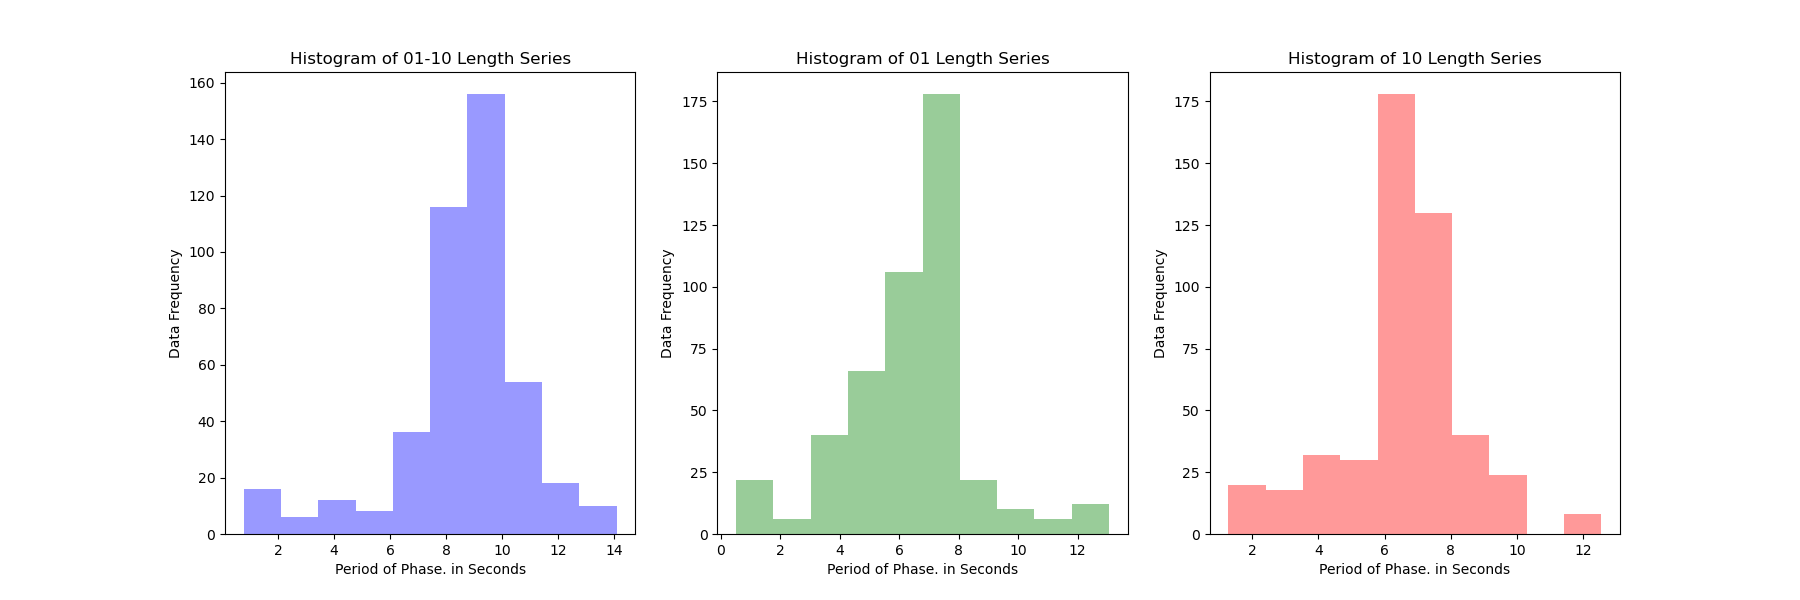 Histogram of 01-10 Length Series
160
140
120
100
80
60
40
20
0
Data Frequency
2 4 6 8 10 12 14
Period of Phase. in Seconds
Histogram of 01 Length Series
175
150
125
100
75
50
25
0
Data Frequency
0 2 4 6 8 10 12
Period of Phase. in Seconds
Histogram of 10 Length Series
175
150
125
100
75
50
25
0
Data Frequency
2 4 6 8 10 12
Period of Phase. in Seconds